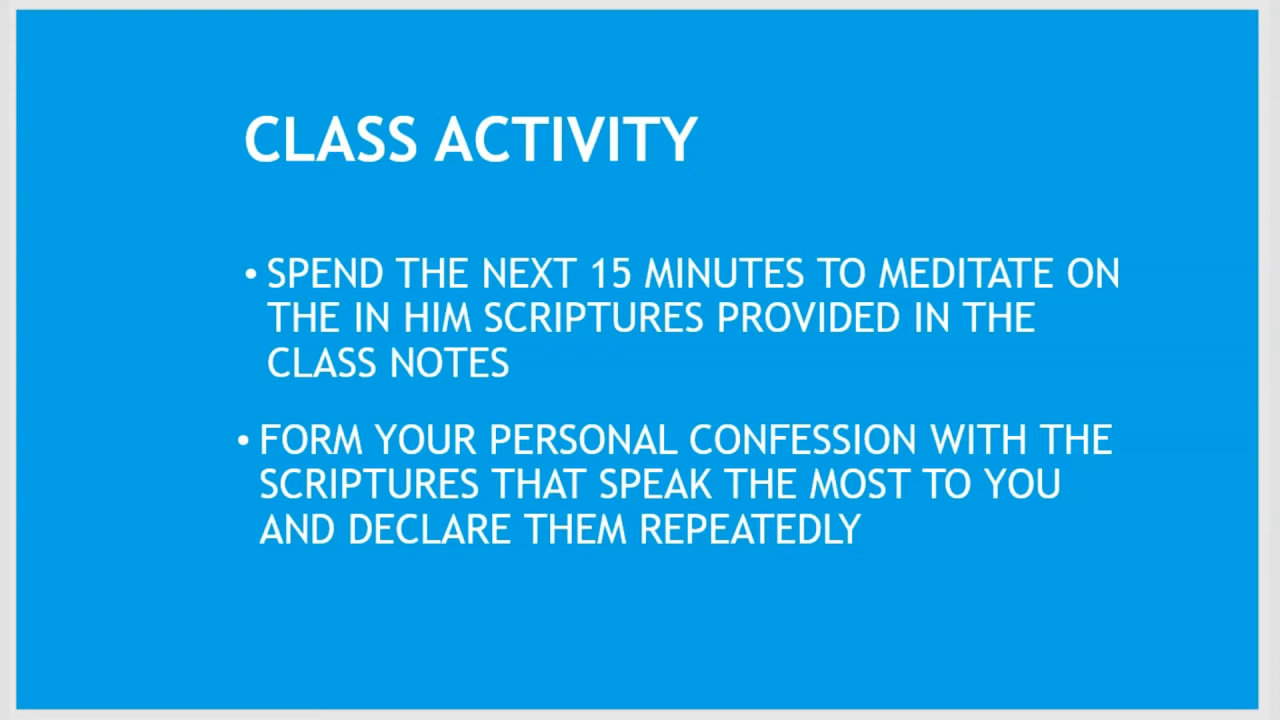 CLASS ACTIVITY
• SPEND THE NEXT 15 MINUTES TO MEDITATE ON
THE IN HIM SCRIPTURES PROVIDED IN THE
CLASS NOTES
• FORM YOUR PERSONAL CONFESSION WITH THE
SCRIPTURES THAT SPEAK THE MOST TO YOU
AND DECLARE THEM REPEATEDLY